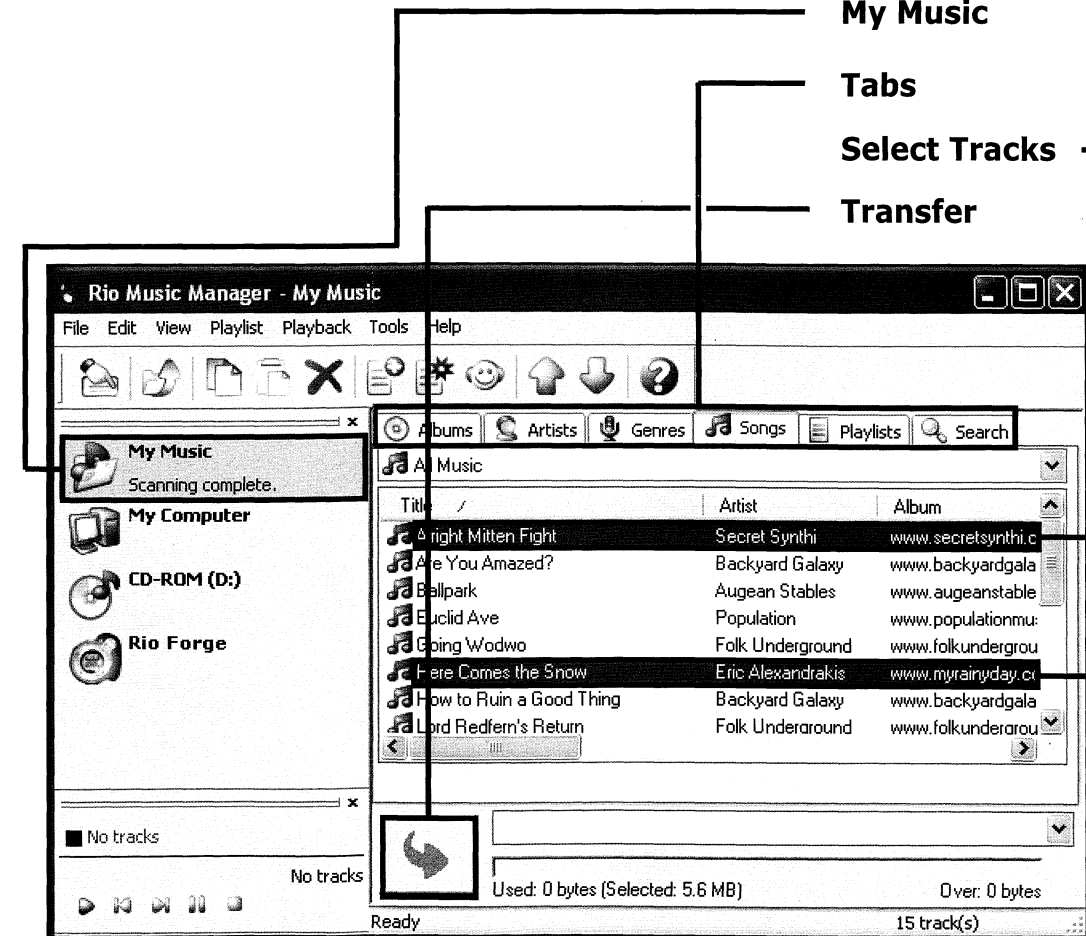 My Music
Tabs
Select Tracks
Transfer
Rio Music Manager - My Music
File Edit View Playlist Playback Tools Help
Albums Artists Genres Songs Playlists Search
My Music
Scanning complete.
My Computer
CD-ROM (D:)
Rio Forge
All Music
Title Artist Album
Alright Mitten Fight Secret Synthi www.secretsynthi.c
Are You Amazed? Backyard Galaxy www.backyardgala
Ballpark Augean Stables www.augeanstable
Euclid Ave Population www.populationmu:
Going Wodwo Folk Underground www.folkundergrou
Here Comes the Snow Eric Alexandrakis www.myrainyday.co
How to Ruin a Good Thing Backyard Galaxy www.backyardgala
Lord Redfern's Return Folk Underground www.folkundergrou
No tracks
No tracks
Used: 0 bytes (Selected: 5.6 MB) Over: 0 bytes
Ready 15 track(s)